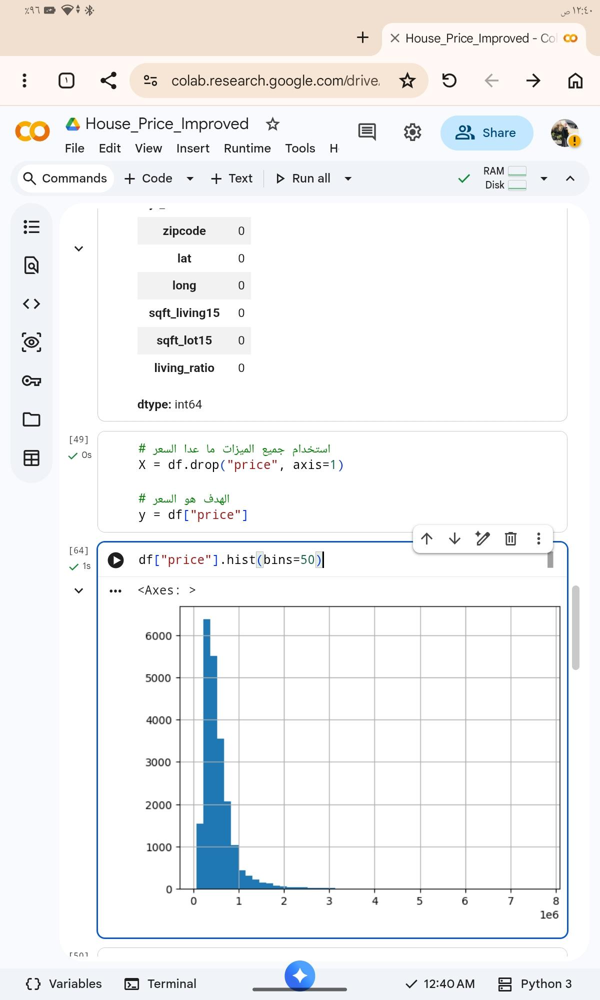 ٪٩٦
١٢:٤٠ ص
House_Price_Improved - Col
١
colab.research.google.com/drive/
House_Price_Improved
Share
File Edit View Insert Runtime Tools H
Commands + Code + Text Run all
RAM
Disk
zipcode 0
lat 0
long 0
sqft_living15 0
sqft_lot15 0
living_ratio 0
dtype: int64
[49]
0s
# استخدام جميع الميزات ما عدا السعر
X = df.drop("price", axis=1)
# الهدف هو السعر
y = df["price"]
[64]
1s
df["price"].hist(bins=50)
<Axes: >
6000
5000
4000
3000
2000
1000
0
0 1 2 3 4 5 6 7 8
1e6
[50]
Variables Terminal 12:40 AM Python 3